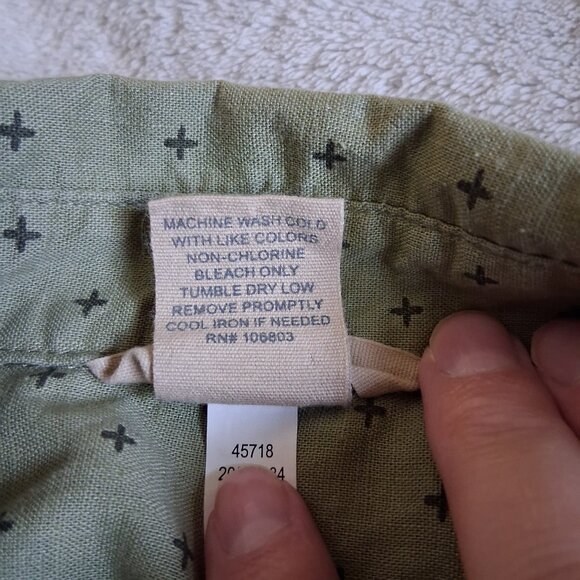 MACHINE WASH COLD
WITH LIKE COLORS
NON-CHLORINE
BLEACH ONLY
TUMBLE DRY LOW
REMOVE PROMPTLY
COOL IRON IF NEEDED
RN# 106803
45718